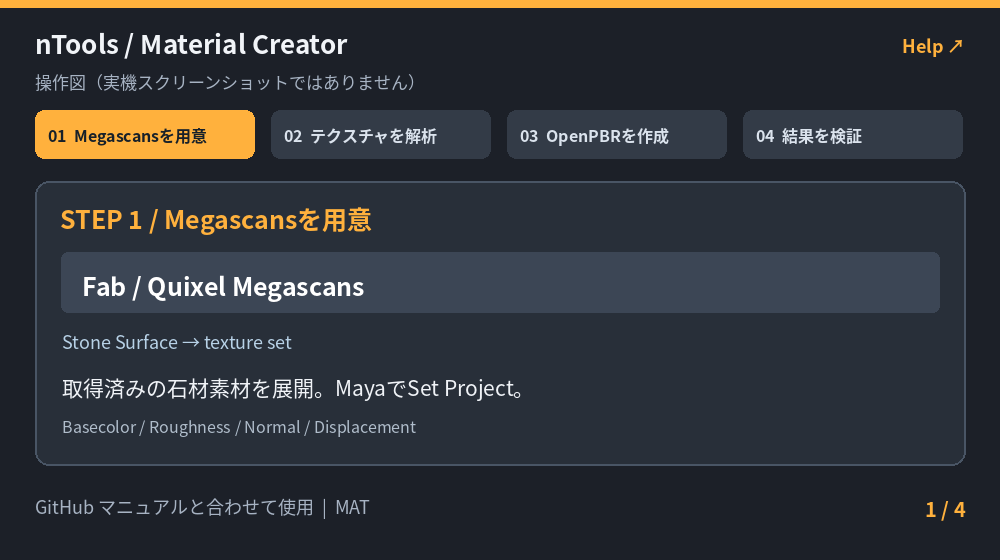 nTools / Material Creator
Help ↗
操作図（実機スクリーンショットではありません）
01 Megascansを用意
02 テクスチャを解析
03 OpenPBRを作成
04 結果を検証
STEP 1 / Megascansを用意
Fab / Quixel Megascans
Stone Surface → texture set
取得済みの石材素材を展開。MayaでSet Project。
Basecolor / Roughness / Normal / Displacement
GitHub マニュアルと合わせて使用 | MAT
1 / 4